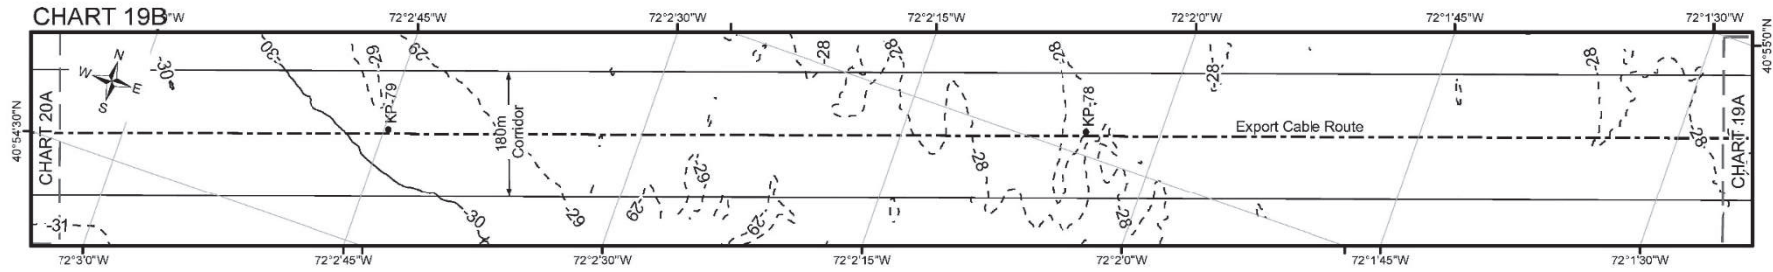 CHART 19B
0"W 72°2'45"W 72°2'30"W 72°2'15"W 72°2'0"W 72°1'45"W 72°1'30"W
N
W E
S
CHART 20A
40°54'30"N
-30 -30 -29 -29 -28 -28 -28 -28 -28
KP-79
180m
Corridor
KP-78
Export Cable Route
-31 -30 -29 -29 -29 -29 -28 -28 -28
CHART 19A
40°55'0"N
72°3'0"W 72°2'45"W 72°2'30"W 72°2'15"W 72°2'0"W 72°1'45"W 72°1'30"W